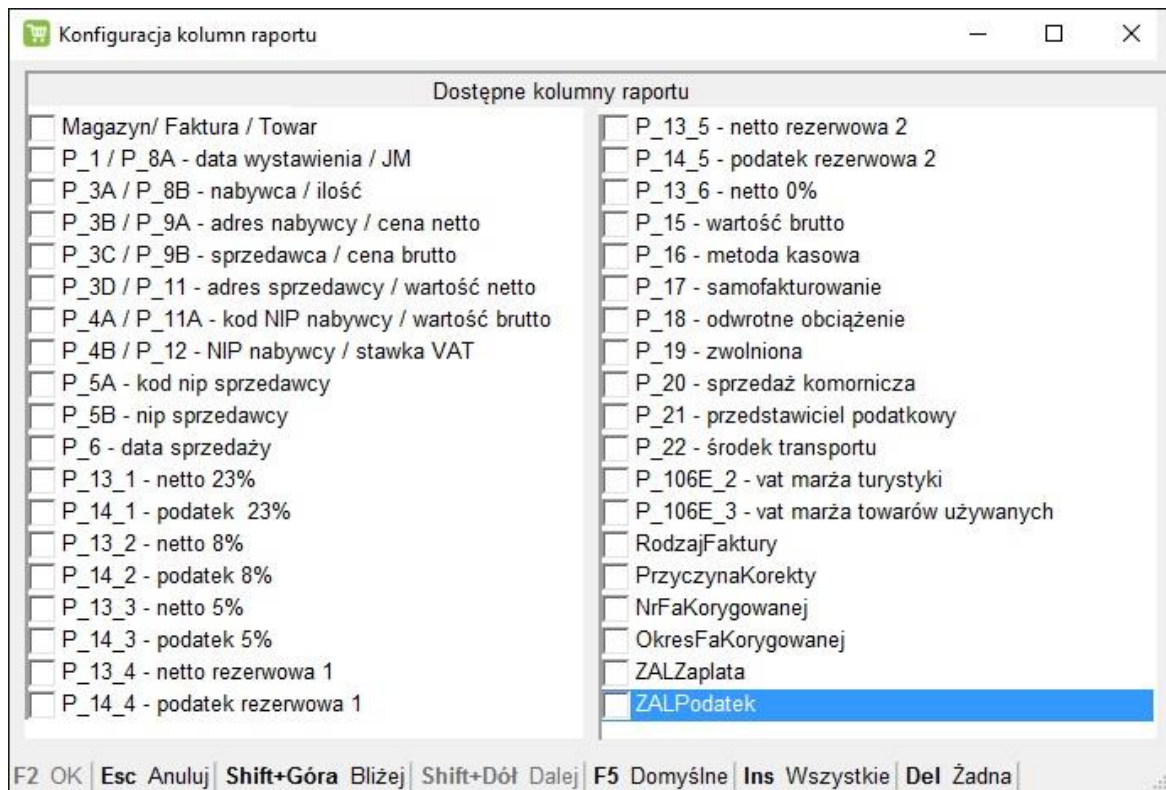 Konfiguracja kolumn raportu
Dostępne kolumny raportu
Magazyn/ Faktura / Towar
P_1 / P_8A - data wystawienia / JM
P_3A / P_8B - nabywca / ilość
P_3B / P_9A - adres nabywcy / cena netto
P_3C / P_9B - sprzedawca / cena brutto
P_3D / P_11 - adres sprzedawcy / wartość netto
P_4A / P_11A - kod NIP nabywcy / wartość brutto
P_4B / P_12 - NIP nabywcy / stawka VAT
P_5A - kod nip sprzedawcy
P_5B - nip sprzedawcy
P_6 - data sprzedaży
P_13_1 - netto 23%
P_14_1 - podatek  23%
P_13_2 - netto 8%
P_14_2 - podatek 8%
P_13_3 - netto 5%
P_14_3 - podatek 5%
P_13_4 - netto rezerwowa 1
P_14_4 - podatek rezerwowa 1
P_13_5 - netto rezerwowa 2
P_14_5 - podatek rezerwowa 2
P_13_6 - netto 0%
P_15 - wartość brutto
P_16 - metoda kasowa
P_17 - samofakturowanie
P_18 - odwrotne obciążenie
P_19 - zwolniona
P_20 - sprzedaż komornicza
P_21 - przedstawiciel podatkowy
P_22 - środek transportu
P_106E_2 - vat marża turystyki
P_106E_3 - vat marża towarów używanych
RodzajFaktury
PrzyczynaKorekty
NrFaKorygowanej
OkresFaKorygowanej
ZALZaplata
ZALPodatek
F2 OK Esc Anuluj Shift+Góra Bliżej Shift+Dół Dalej F5 Domyślne Ins Wszystkie Del Żadna